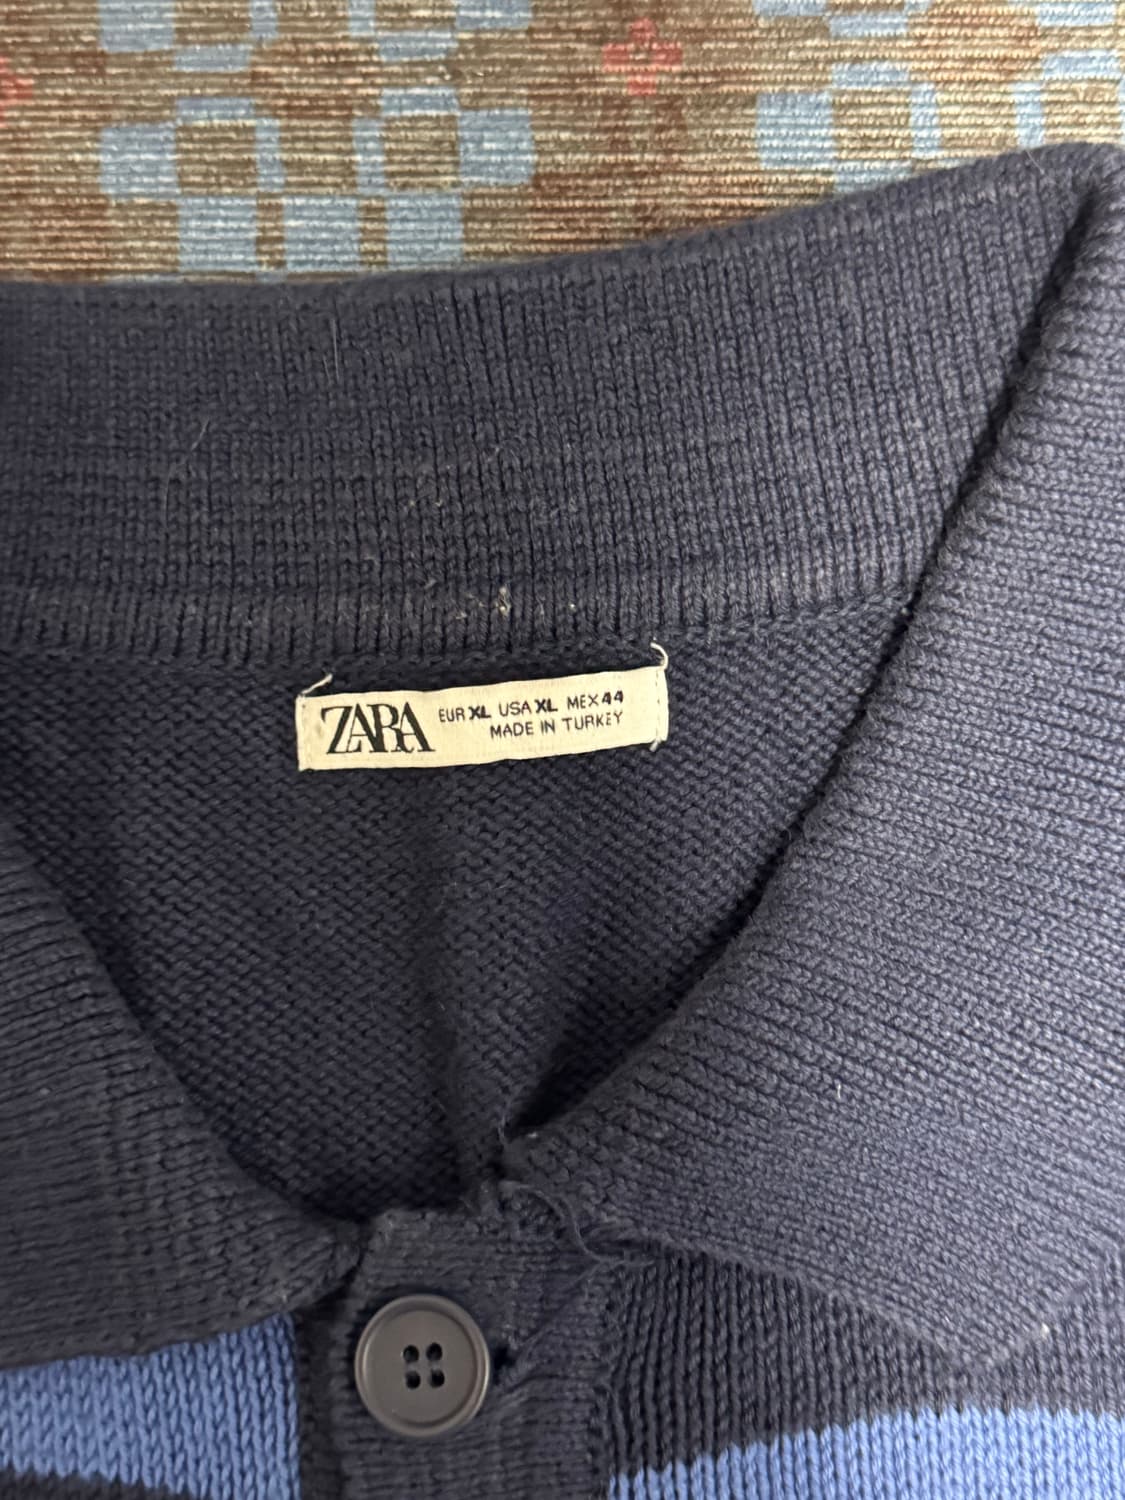 ZARA EUR XL USA XL MEX 44
MADE IN TURKEY